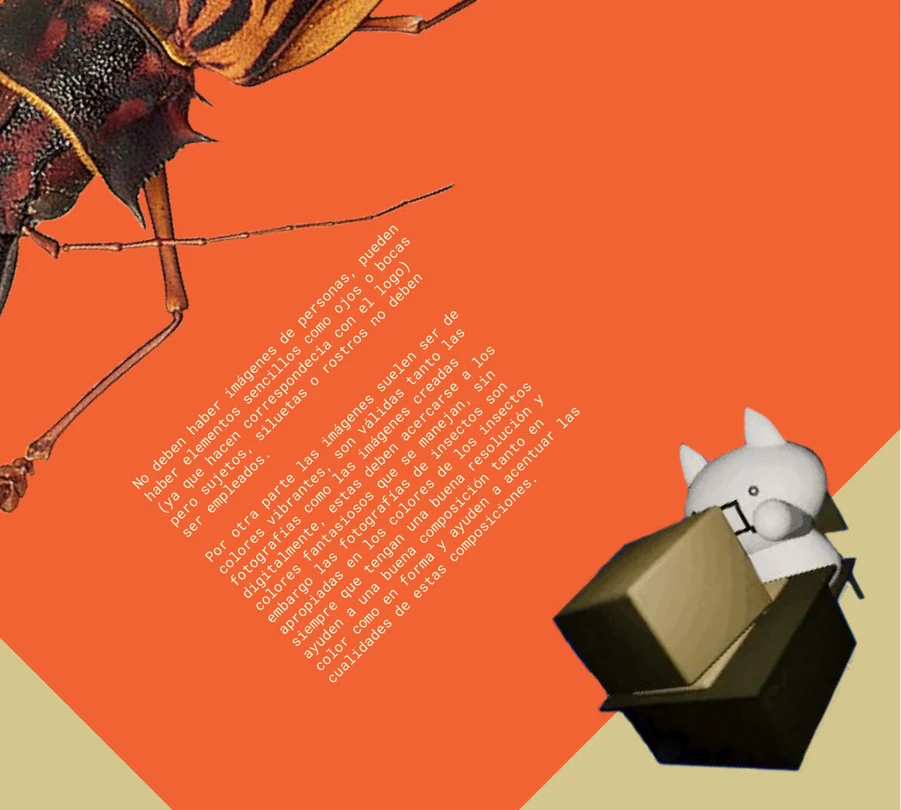 No deben haber imágenes de personas, pueden
haber elementos sencillos como ojos o bocas
(ya que hacen correspondecia con el logo)
pero sujetos, siluetas o rostros no deben
ser empleados.
Por otra parte las imágenes suelen ser de
colores vibrantes, son válidas tanto las
fotografías como las imágenes creadas
digitalmente, estas deben acercarse a los
colores fantasiosos que se manejan, sin
embargo las fotografías de insectos son
apropiadas en los colores de los insectos
siempre que tengan una buena resolución y
ayuden a una buena composición tanto en
color como en forma y ayuden a acentuar las
cualidades de estas composiciones.